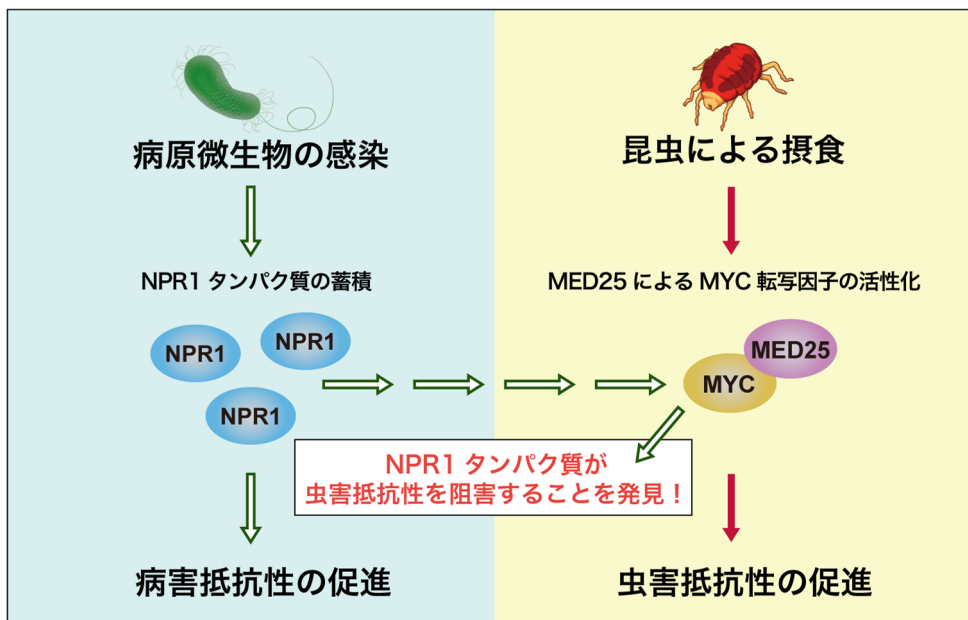 病原微生物の感染
昆虫による摂食
NPR1 タンパク質の蓄積
MED25 による MYC 転写因子の活性化
NPR1
NPR1
NPR1
MED25
MYC
NPR1 タンパク質が
虫害抵抗性を阻害することを発見！
病害抵抗性の促進
虫害抵抗性の促進